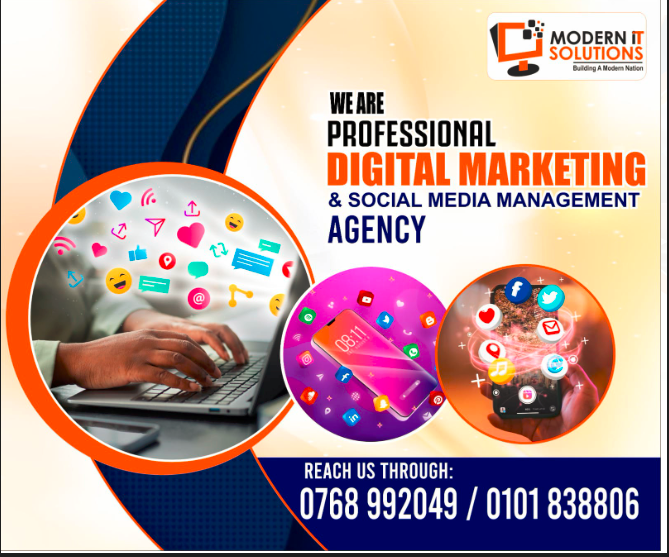 MODERN iT
SOLUTIONS
Building A Modern Nation
WE ARE
PROFESSIONAL
DIGITAL MARKETING
& SOCIAL MEDIA MANAGEMENT
AGENCY
08:11
REACH US THROUGH:
0768 992049 / 0101 838806